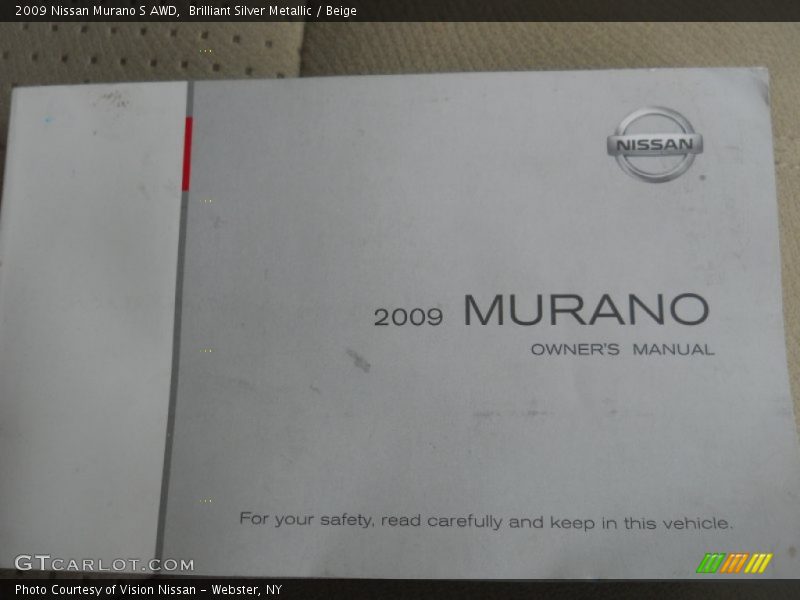 2009 Nissan Murano S AWD,  Brilliant Silver Metallic / Beige
NISSAN
2009 MURANO
OWNER'S MANUAL
For your safety, read carefully and keep in this vehicle.
GTCARLOT.COM
Photo Courtesy of Vision Nissan - Webster, NY